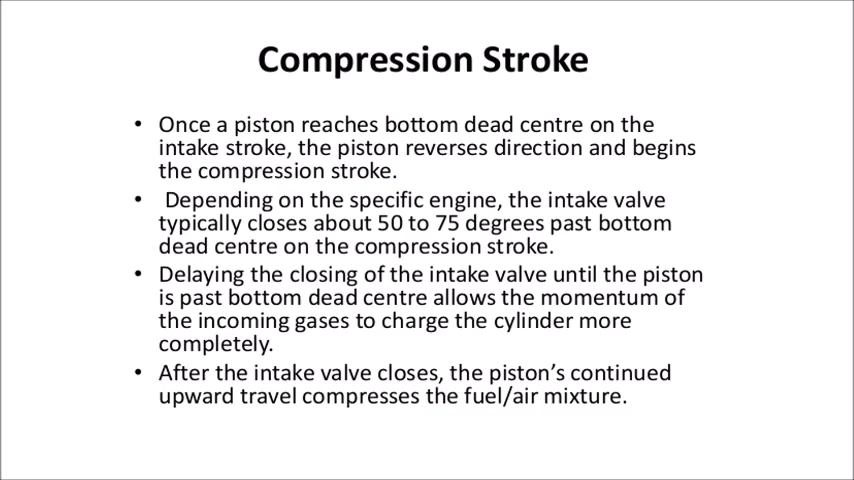 Compression Stroke
• Once a piston reaches bottom dead centre on the
intake stroke, the piston reverses direction and begins
the compression stroke.
• Depending on the specific engine, the intake valve
typically closes about 50 to 75 degrees past bottom
dead centre on the compression stroke.
• Delaying the closing of the intake valve until the piston
is past bottom dead centre allows the momentum of
the incoming gases to charge the cylinder more
completely.
• After the intake valve closes, the piston’s continued
upward travel compresses the fuel/air mixture.